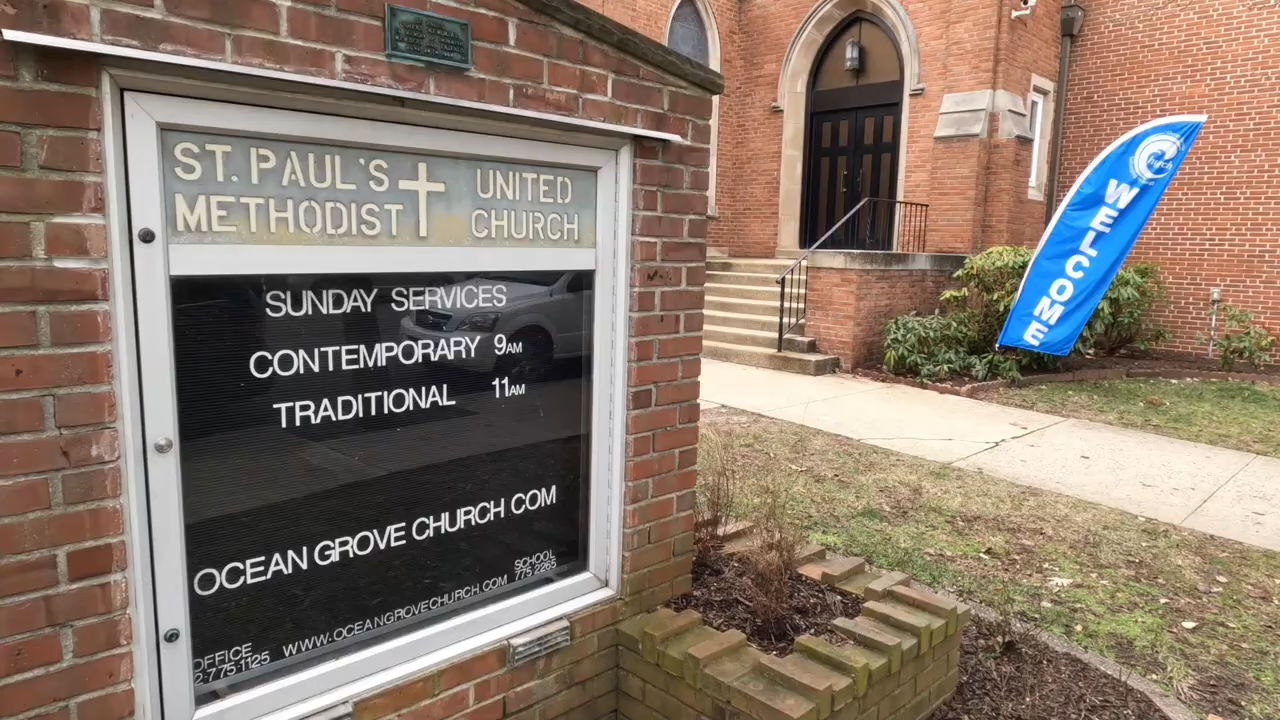 ST. PAUL'S UNITED
METHODIST CHURCH
SUNDAY SERVICES
CONTEMPORARY 9AM
TRADITIONAL 11AM
OCEAN GROVE CHURCH COM
WWW.OCEANGROVECHURCH.COM
SCHOOL
775 2265
OFFICE
2-775-1125
Church
WELCOME